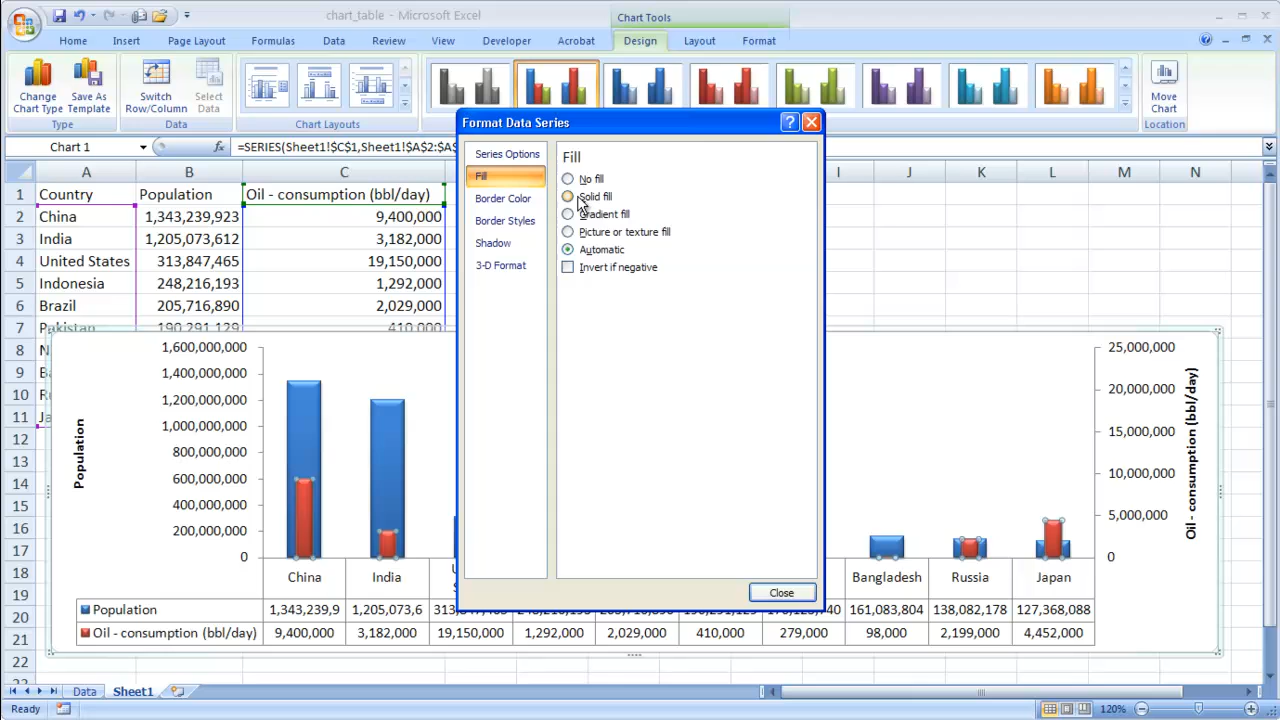 chart_table - Microsoft Excel
Chart Tools
Home Insert Page Layout Formulas Data Review View Developer Acrobat Design Layout Format
Change Chart Type
Save As Template
Switch Row/Column
Select Data
Move Chart
Type Data Chart Layouts Location
Chart 1
fx =SERIES(Sheet1!$C$1,Sheet1!$A$2:$A$
Format Data Series
Series Options
Fill
Border Color
Border Styles
Shadow
3-D Format
Fill
No fill
Solid fill
Gradient fill
Picture or texture fill
Automatic
Invert if negative
Close
A B C I J K L M N
1 Country Population Oil - consumption (bbl/day)
2 China 1,343,239,923 9,400,000
3 India 1,205,073,612 3,182,000
4 United States 313,847,465 19,150,000
5 Indonesia 248,216,193 1,292,000
6 Brazil 205,716,890 2,029,000
7 Pakistan 190,291,129 410,000
8 N
9 Ba
10 Ru
11 Ja
12
13
14
15
16
17
18
19
20
21
22
23
Population
1,600,000,000
1,400,000,000
1,200,000,000
1,000,000,000
800,000,000
600,000,000
400,000,000
200,000,000
0
25,000,000
20,000,000
15,000,000
10,000,000
5,000,000
0
Oil - consumption (bbl/day)
China India U Bangladesh Russia Japan
Population 1,343,239,9 1,205,073,6 161,083,804 138,082,178 127,368,088
Oil - consumption (bbl/day) 9,400,000 3,182,000 19,150,000 1,292,000 2,029,000 410,000 279,000 98,000 2,199,000 4,452,000
Data Sheet1
Ready 120%